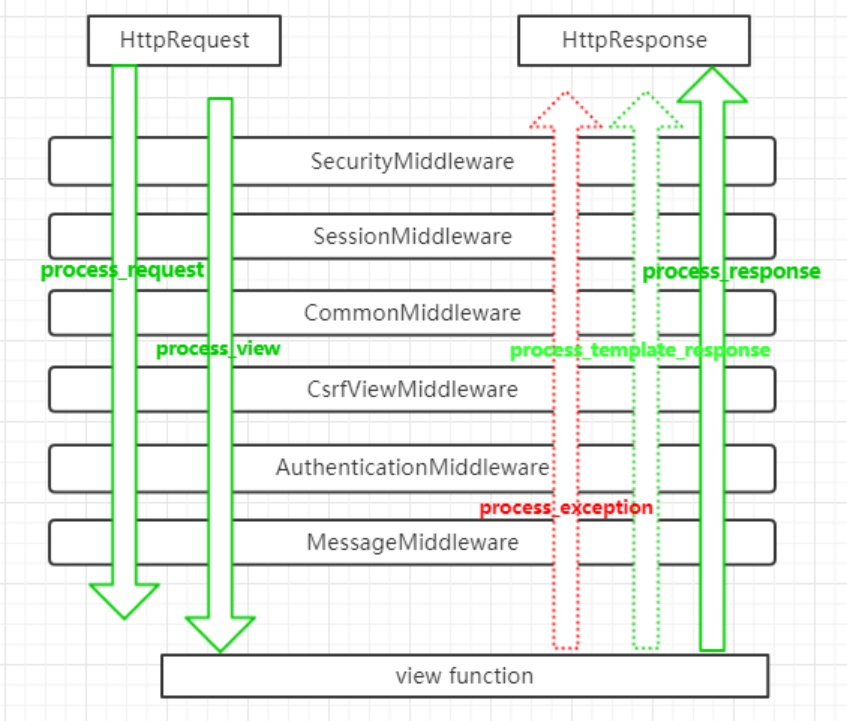 HttpRequest
HttpResponse
SecurityMiddleware
SessionMiddleware
process_request
process_response
CommonMiddleware
process_view
process_template_response
CsrfViewMiddleware
AuthenticationMiddleware
process_exception
MessageMiddleware
view function